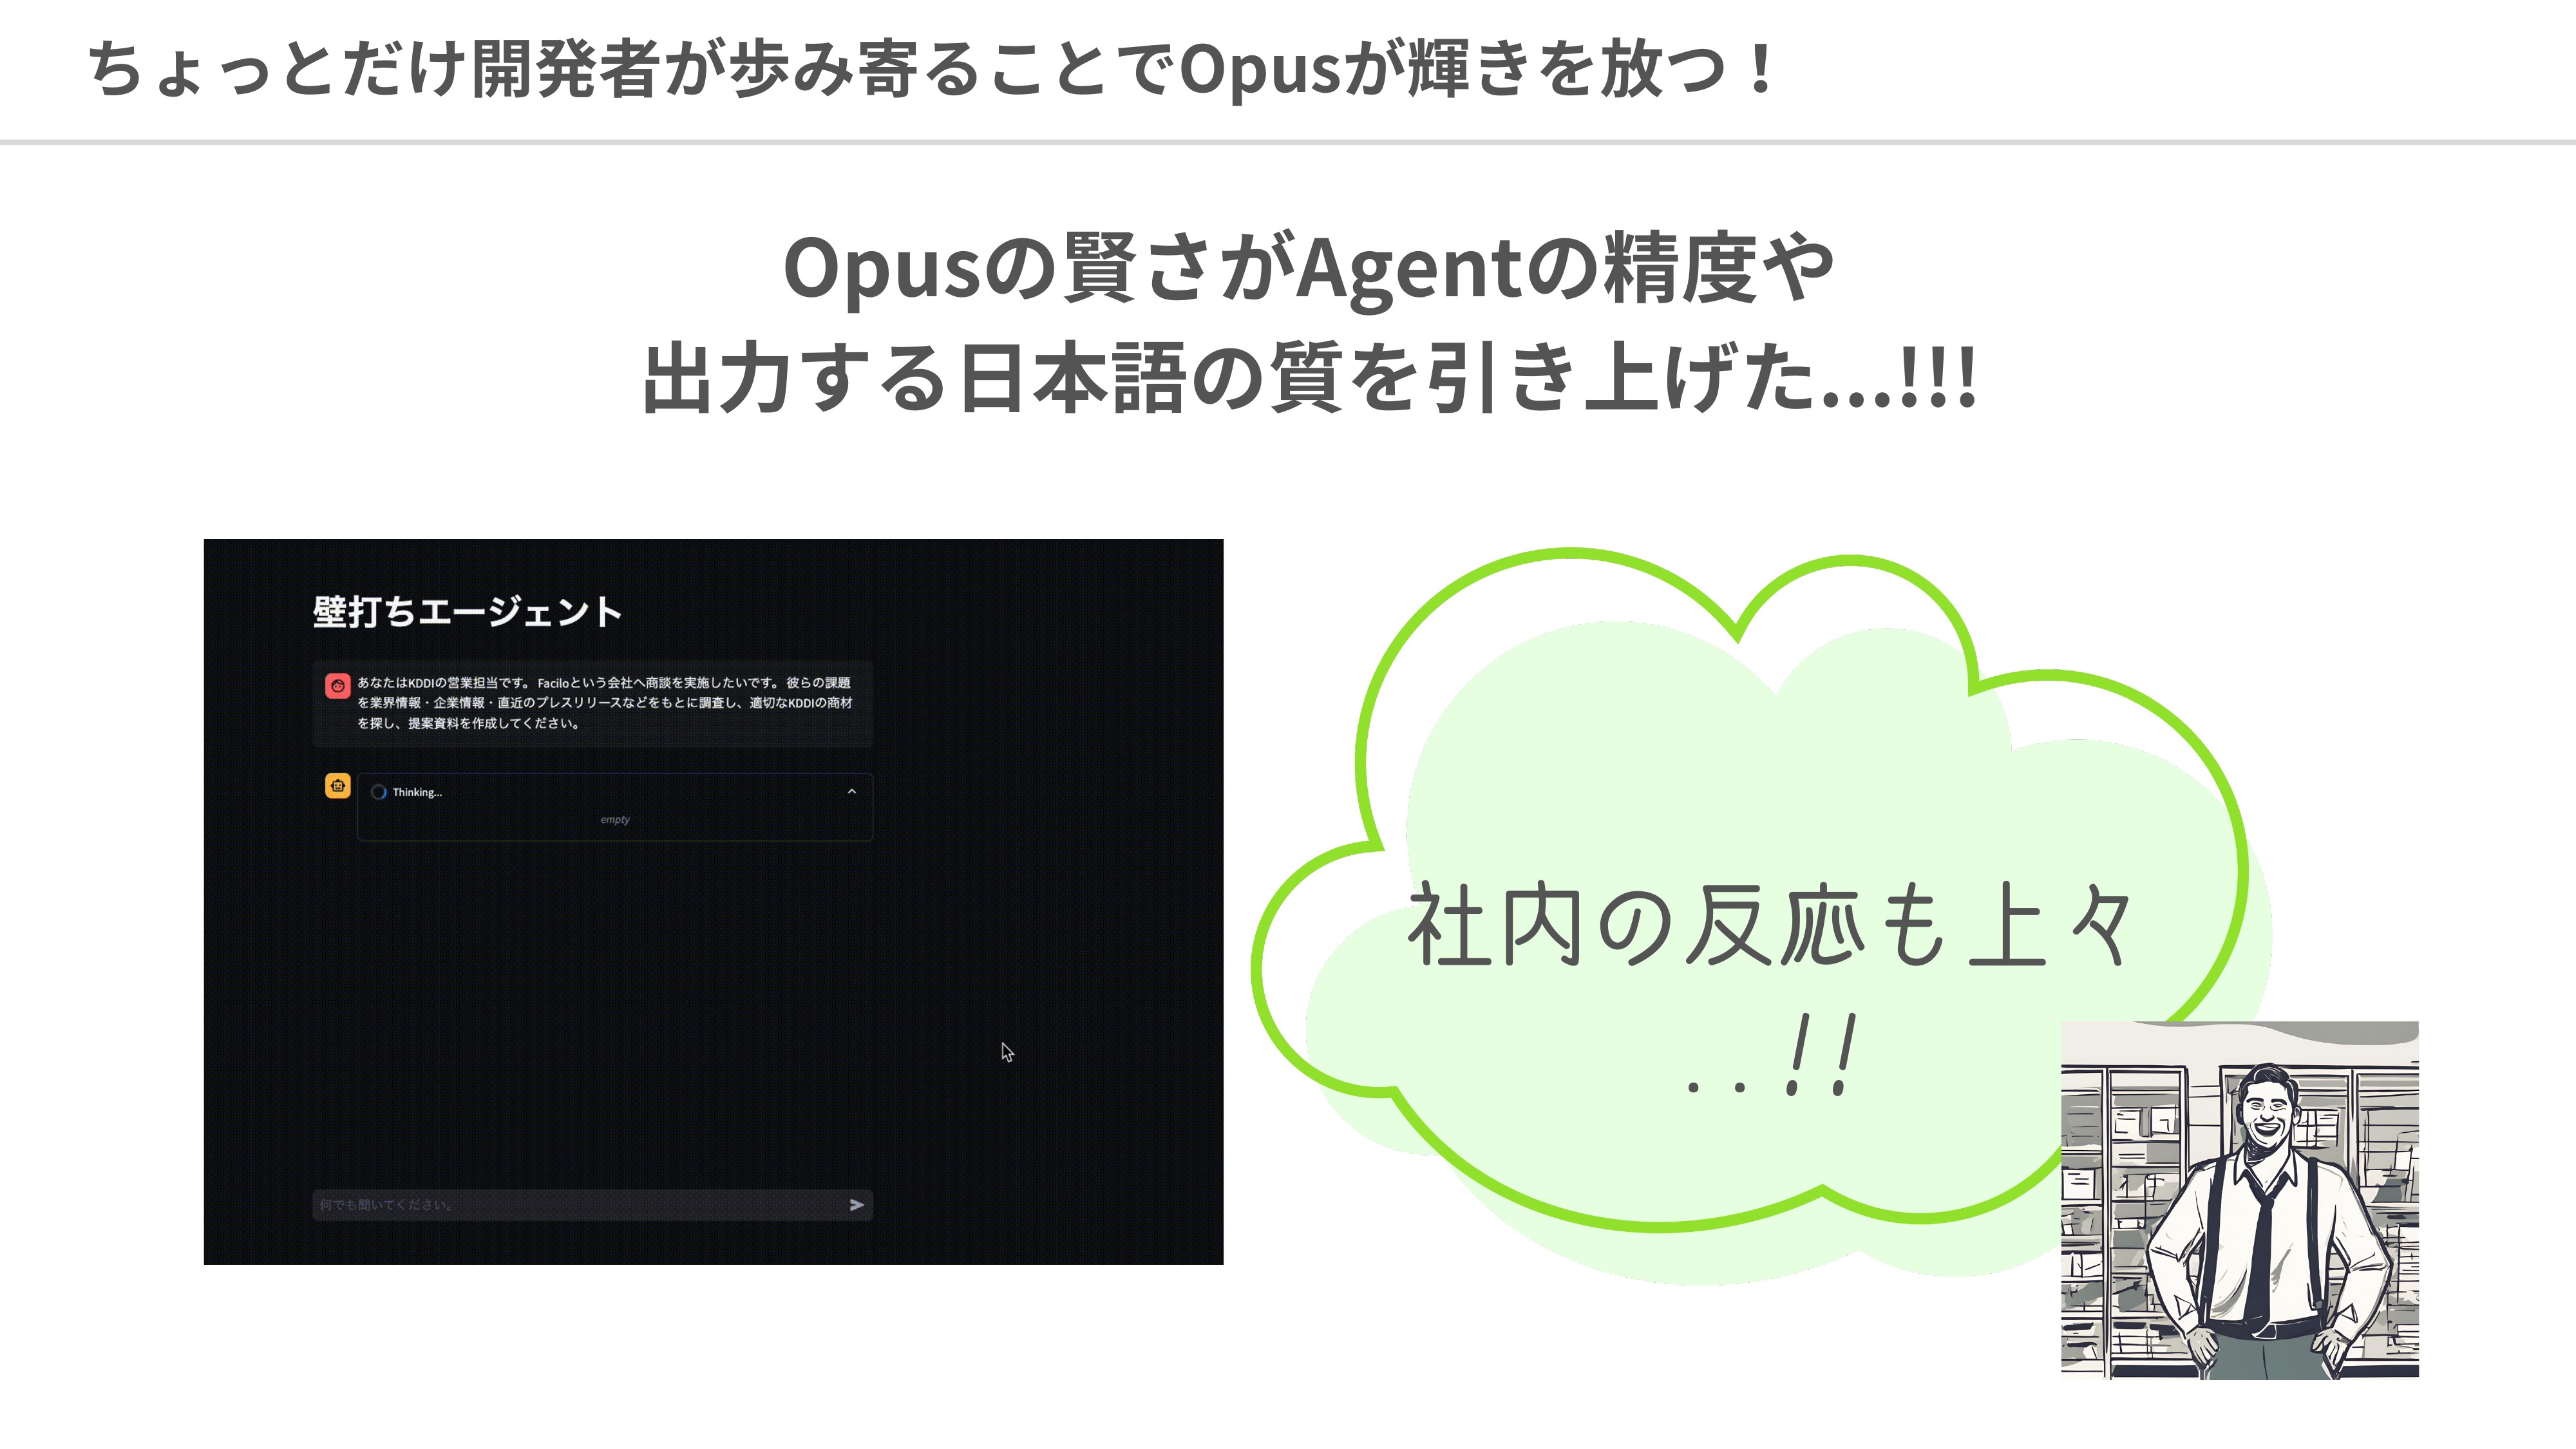 ちょっとだけ開発者が歩み寄ることでOpusが輝きを放つ！
Opusの賢さがAgentの精度や
出力する日本語の質を引き上げた...!!!
壁打ちエージェント
あなたはKDDIの営業担当です。 Faciloという会社へ商談を実施したいです。 彼らの課題
を業界情報・企業情報・直近のプレスリリースなどをもとに調査し、適切なKDDIの商材
を探し、提案資料を作成してください。
Thinking...
empty
何でも聞いてください。
社内の反応も上々
..!!